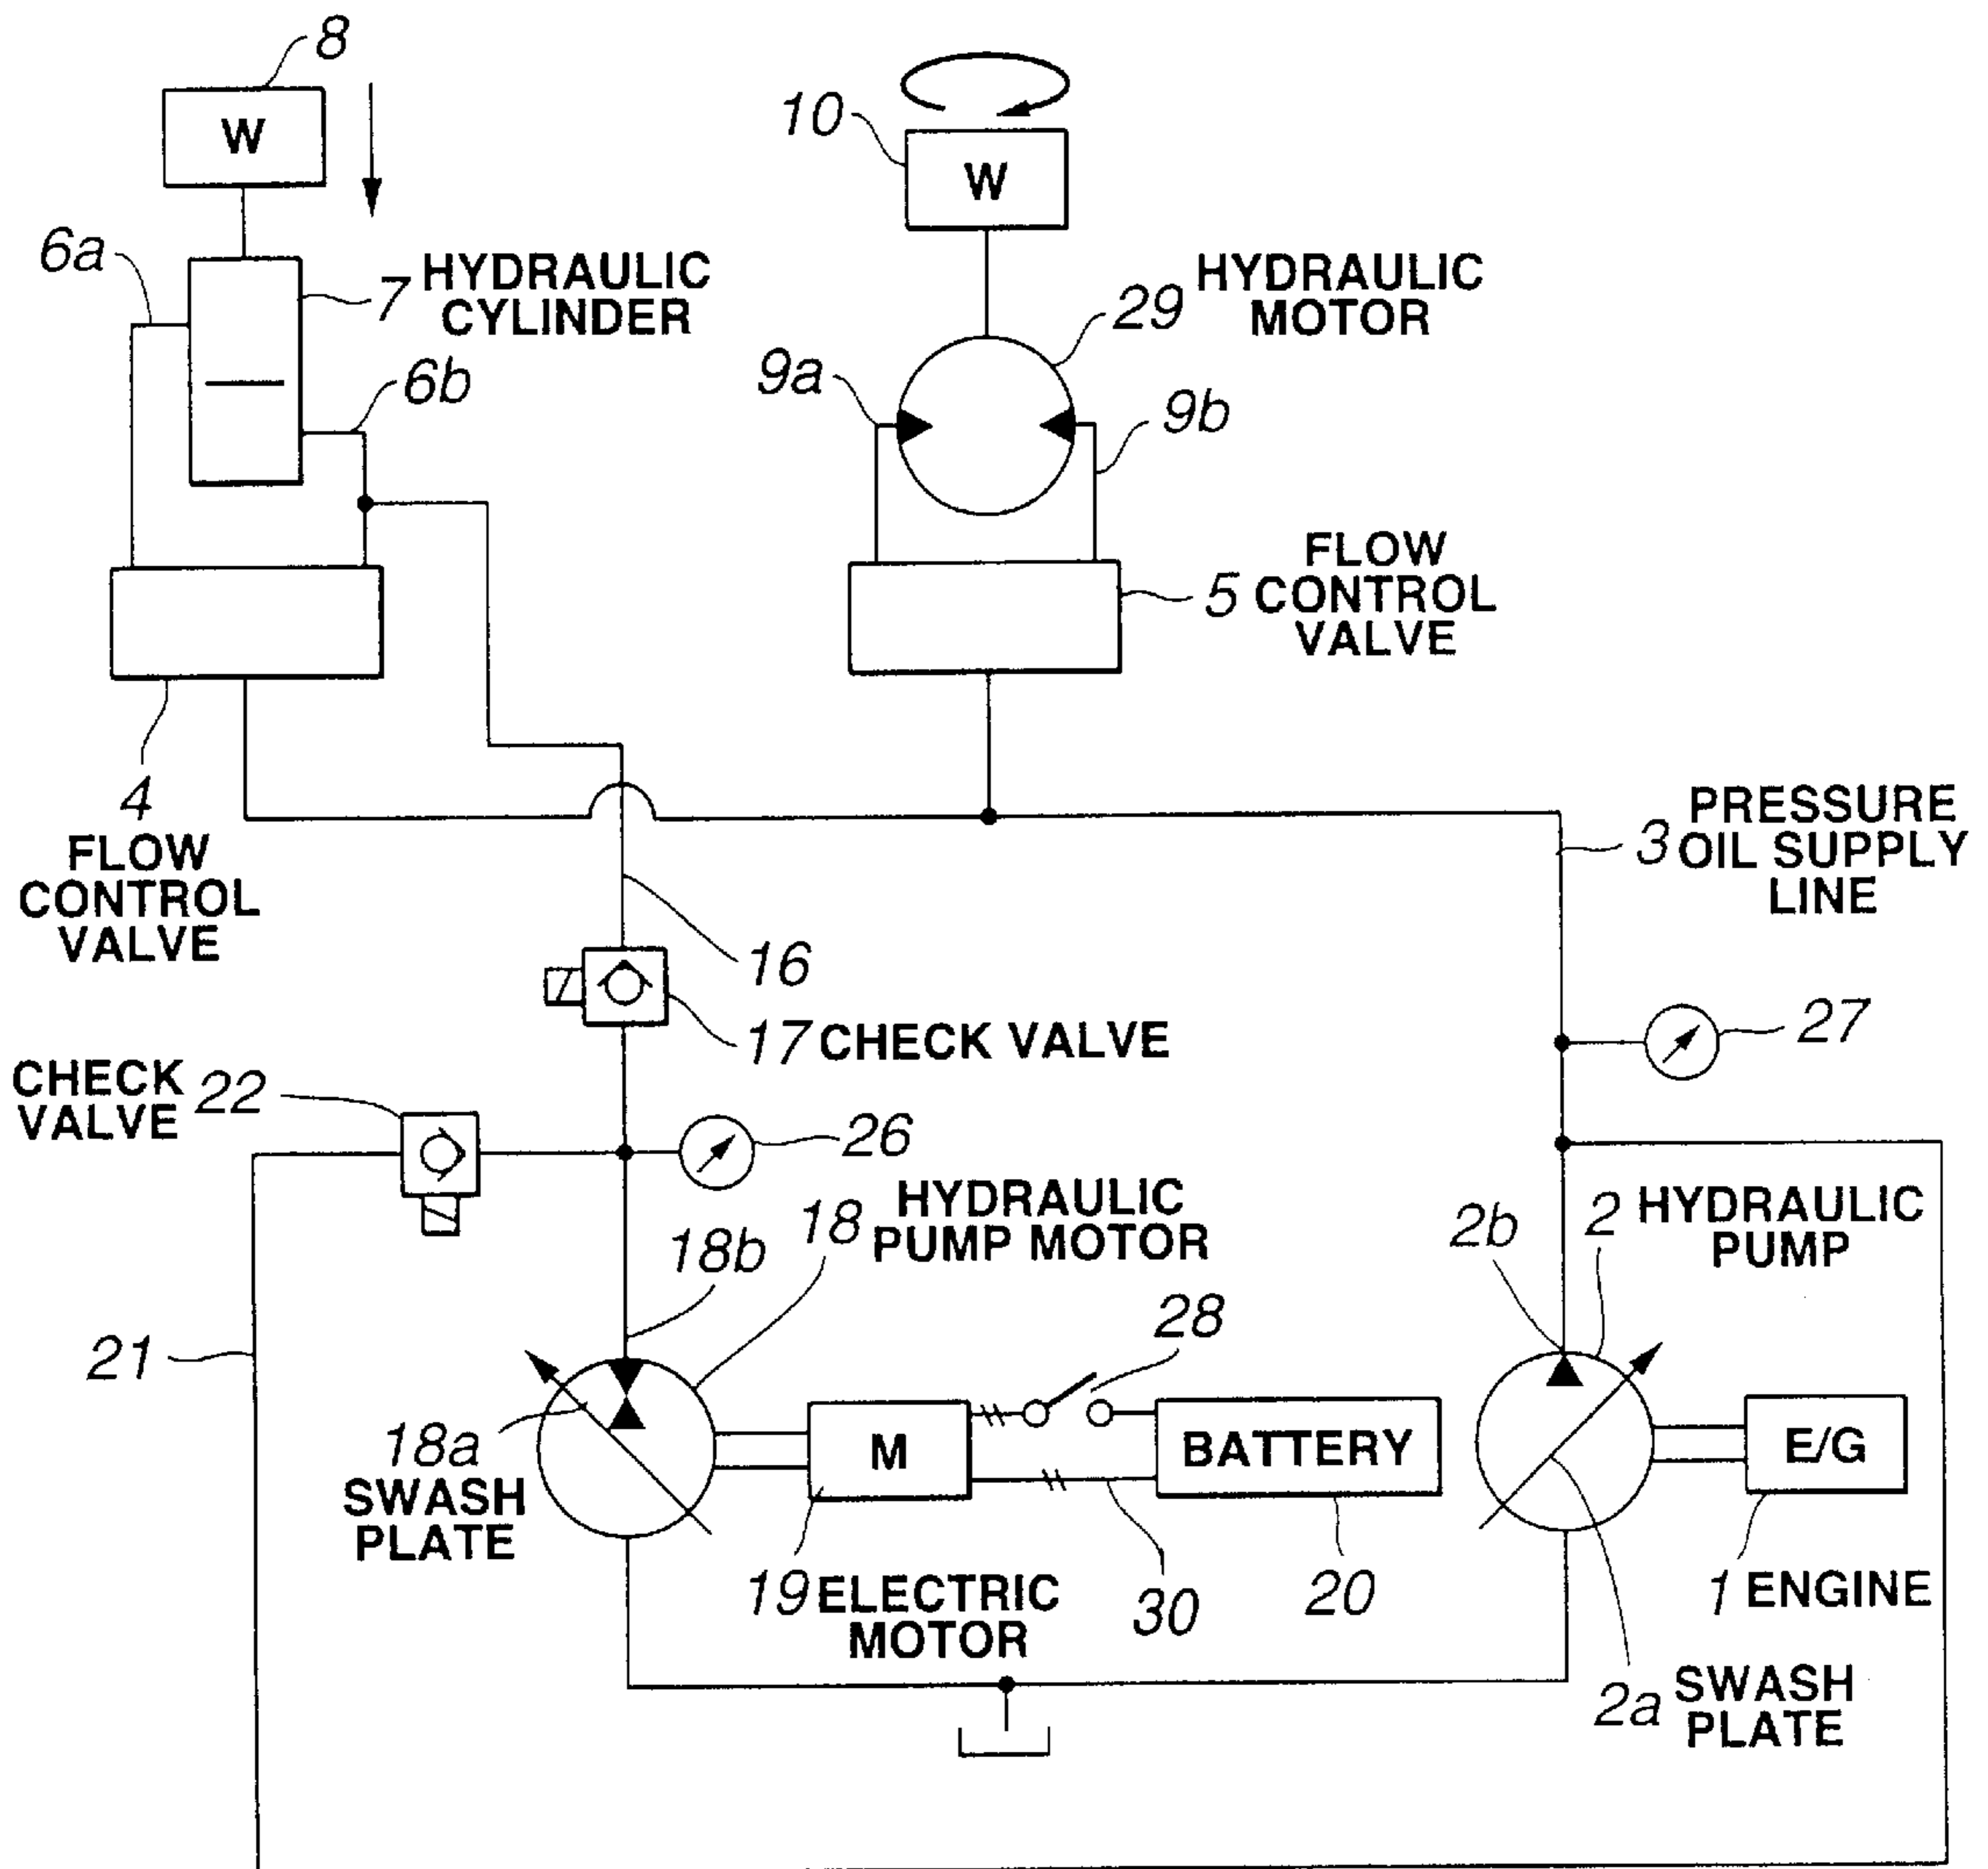 8
W
10
W
6a
7 HYDRAULIC
CYLINDER
HYDRAULIC
29 MOTOR
6b
9a
9b
FLOW
5 CONTROL
VALVE
4
FLOW
CONTROL
VALVE
PRESSURE
3 OIL SUPPLY
LINE
16
17 CHECK VALVE
27
CHECK
VALVE 22
26
HYDRAULIC
18 PUMP MOTOR
18b
2b
2 HYDRAULIC
PUMP
28
21
18a
SWASH
PLATE
M
BATTERY
E/G
19 ELECTRIC
MOTOR
30
20
1 ENGINE
2a SWASH
PLATE